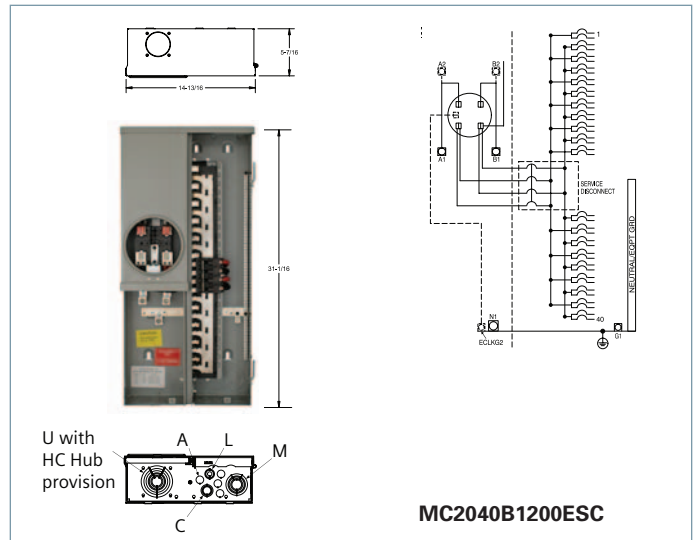 5-7/16
14-13/16
31-1/16
A2
B2
A1
B1
1
SERVICE
DISCONNECT
NEUTRAL/EQPT GRD
40
N1
ECLKG2
G1
U with
HC Hub
provision
A
L
M
C
MC2040B1200ESC